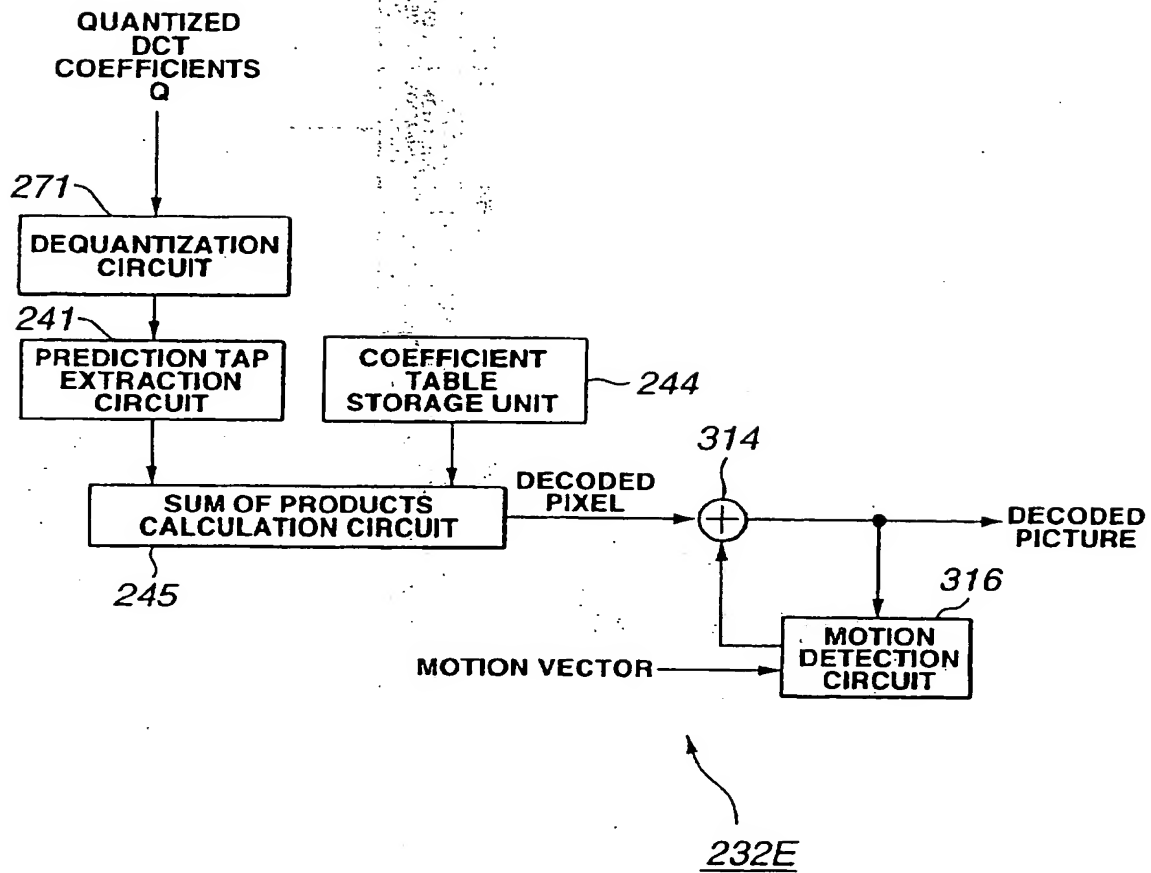 QUANTIZED
DCT
COEFFICIENTS
Q
271
DEQUANTIZATION
CIRCUIT
241
PREDICTION TAP
EXTRACTION
CIRCUIT
COEFFICIENT
TABLE
STORAGE UNIT
244
314
SUM OF PRODUCTS
CALCULATION CIRCUIT
245
DECODED
PIXEL
DECODED
PICTURE
316
MOTION
DETECTION
CIRCUIT
MOTION VECTOR
232E